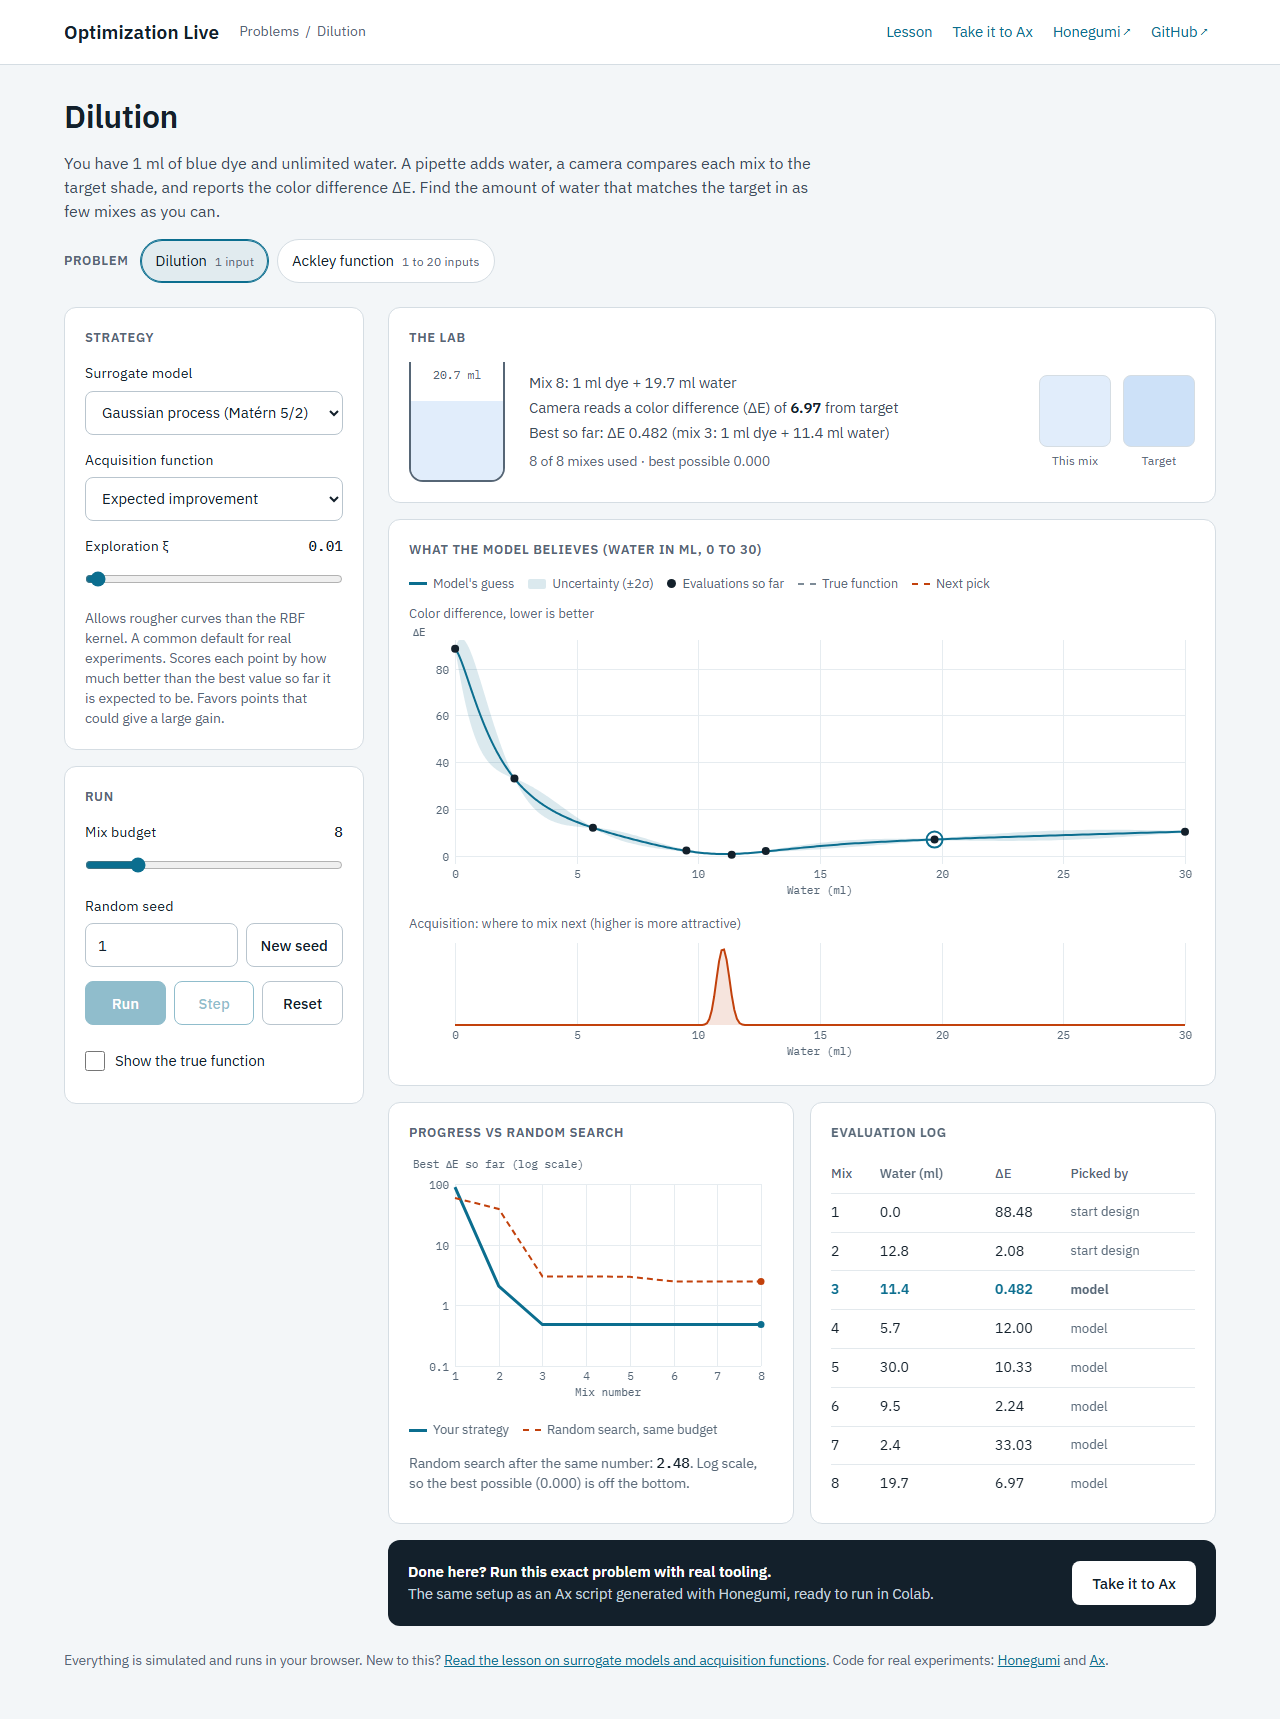 Optimization Live
Problems / Dilution
Lesson
Take it to Ax
Honegumi↗
GitHub↗
Dilution
You have 1 ml of blue dye and unlimited water. A pipette adds water, a camera compares each mix to the
target shade, and reports the color difference ΔE. Find the amount of water that matches the target in as
few mixes as you can.
PROBLEM
Dilution 1 input
Ackley function 1 to 20 inputs
STRATEGY
Surrogate model
Gaussian process (Matérn 5/2)
Acquisition function
Expected improvement
Exploration ξ 0.01
Allows rougher curves than the RBF
kernel. A common default for real
experiments. Scores each point by how
much better than the best value so far it
is expected to be. Favors points that
could give a large gain.
RUN
Mix budget 8
Random seed
1
New seed
Run
Step
Reset
Show the true function
THE LAB
20.7 ml
Mix 8: 1 ml dye + 19.7 ml water
Camera reads a color difference (ΔE) of 6.97 from target
Best so far: ΔE 0.482 (mix 3: 1 ml dye + 11.4 ml water)
8 of 8 mixes used · best possible 0.000
This mix
Target
WHAT THE MODEL BELIEVES (WATER IN ML, 0 TO 30)
Model's guess
Uncertainty (±2σ)
Evaluations so far
True function
Next pick
Color difference, lower is better
ΔE
80
60
40
20
0
0 5 10 15 20 25 30
Water (ml)
Acquisition: where to mix next (higher is more attractive)
0 5 10 15 20 25 30
Water (ml)
PROGRESS VS RANDOM SEARCH
Best ΔE so far (log scale)
100
10
1
0.1
1 2 3 4 5 6 7 8
Mix number
Your strategy
Random search, same budget
Random search after the same number: 2.48. Log scale,
so the best possible (0.000) is off the bottom.
EVALUATION LOG
Mix Water (ml) ΔE Picked by
1 0.0 88.48 start design
2 12.8 2.08 start design
3 11.4 0.482 model
4 5.7 12.00 model
5 30.0 10.33 model
6 9.5 2.24 model
7 2.4 33.03 model
8 19.7 6.97 model
Done here? Run this exact problem with real tooling.
The same setup as an Ax script generated with Honegumi, ready to run in Colab.
Take it to Ax
Everything is simulated and runs in your browser. New to this? Read the lesson on surrogate models and acquisition functions. Code for real experiments: Honegumi and Ax.